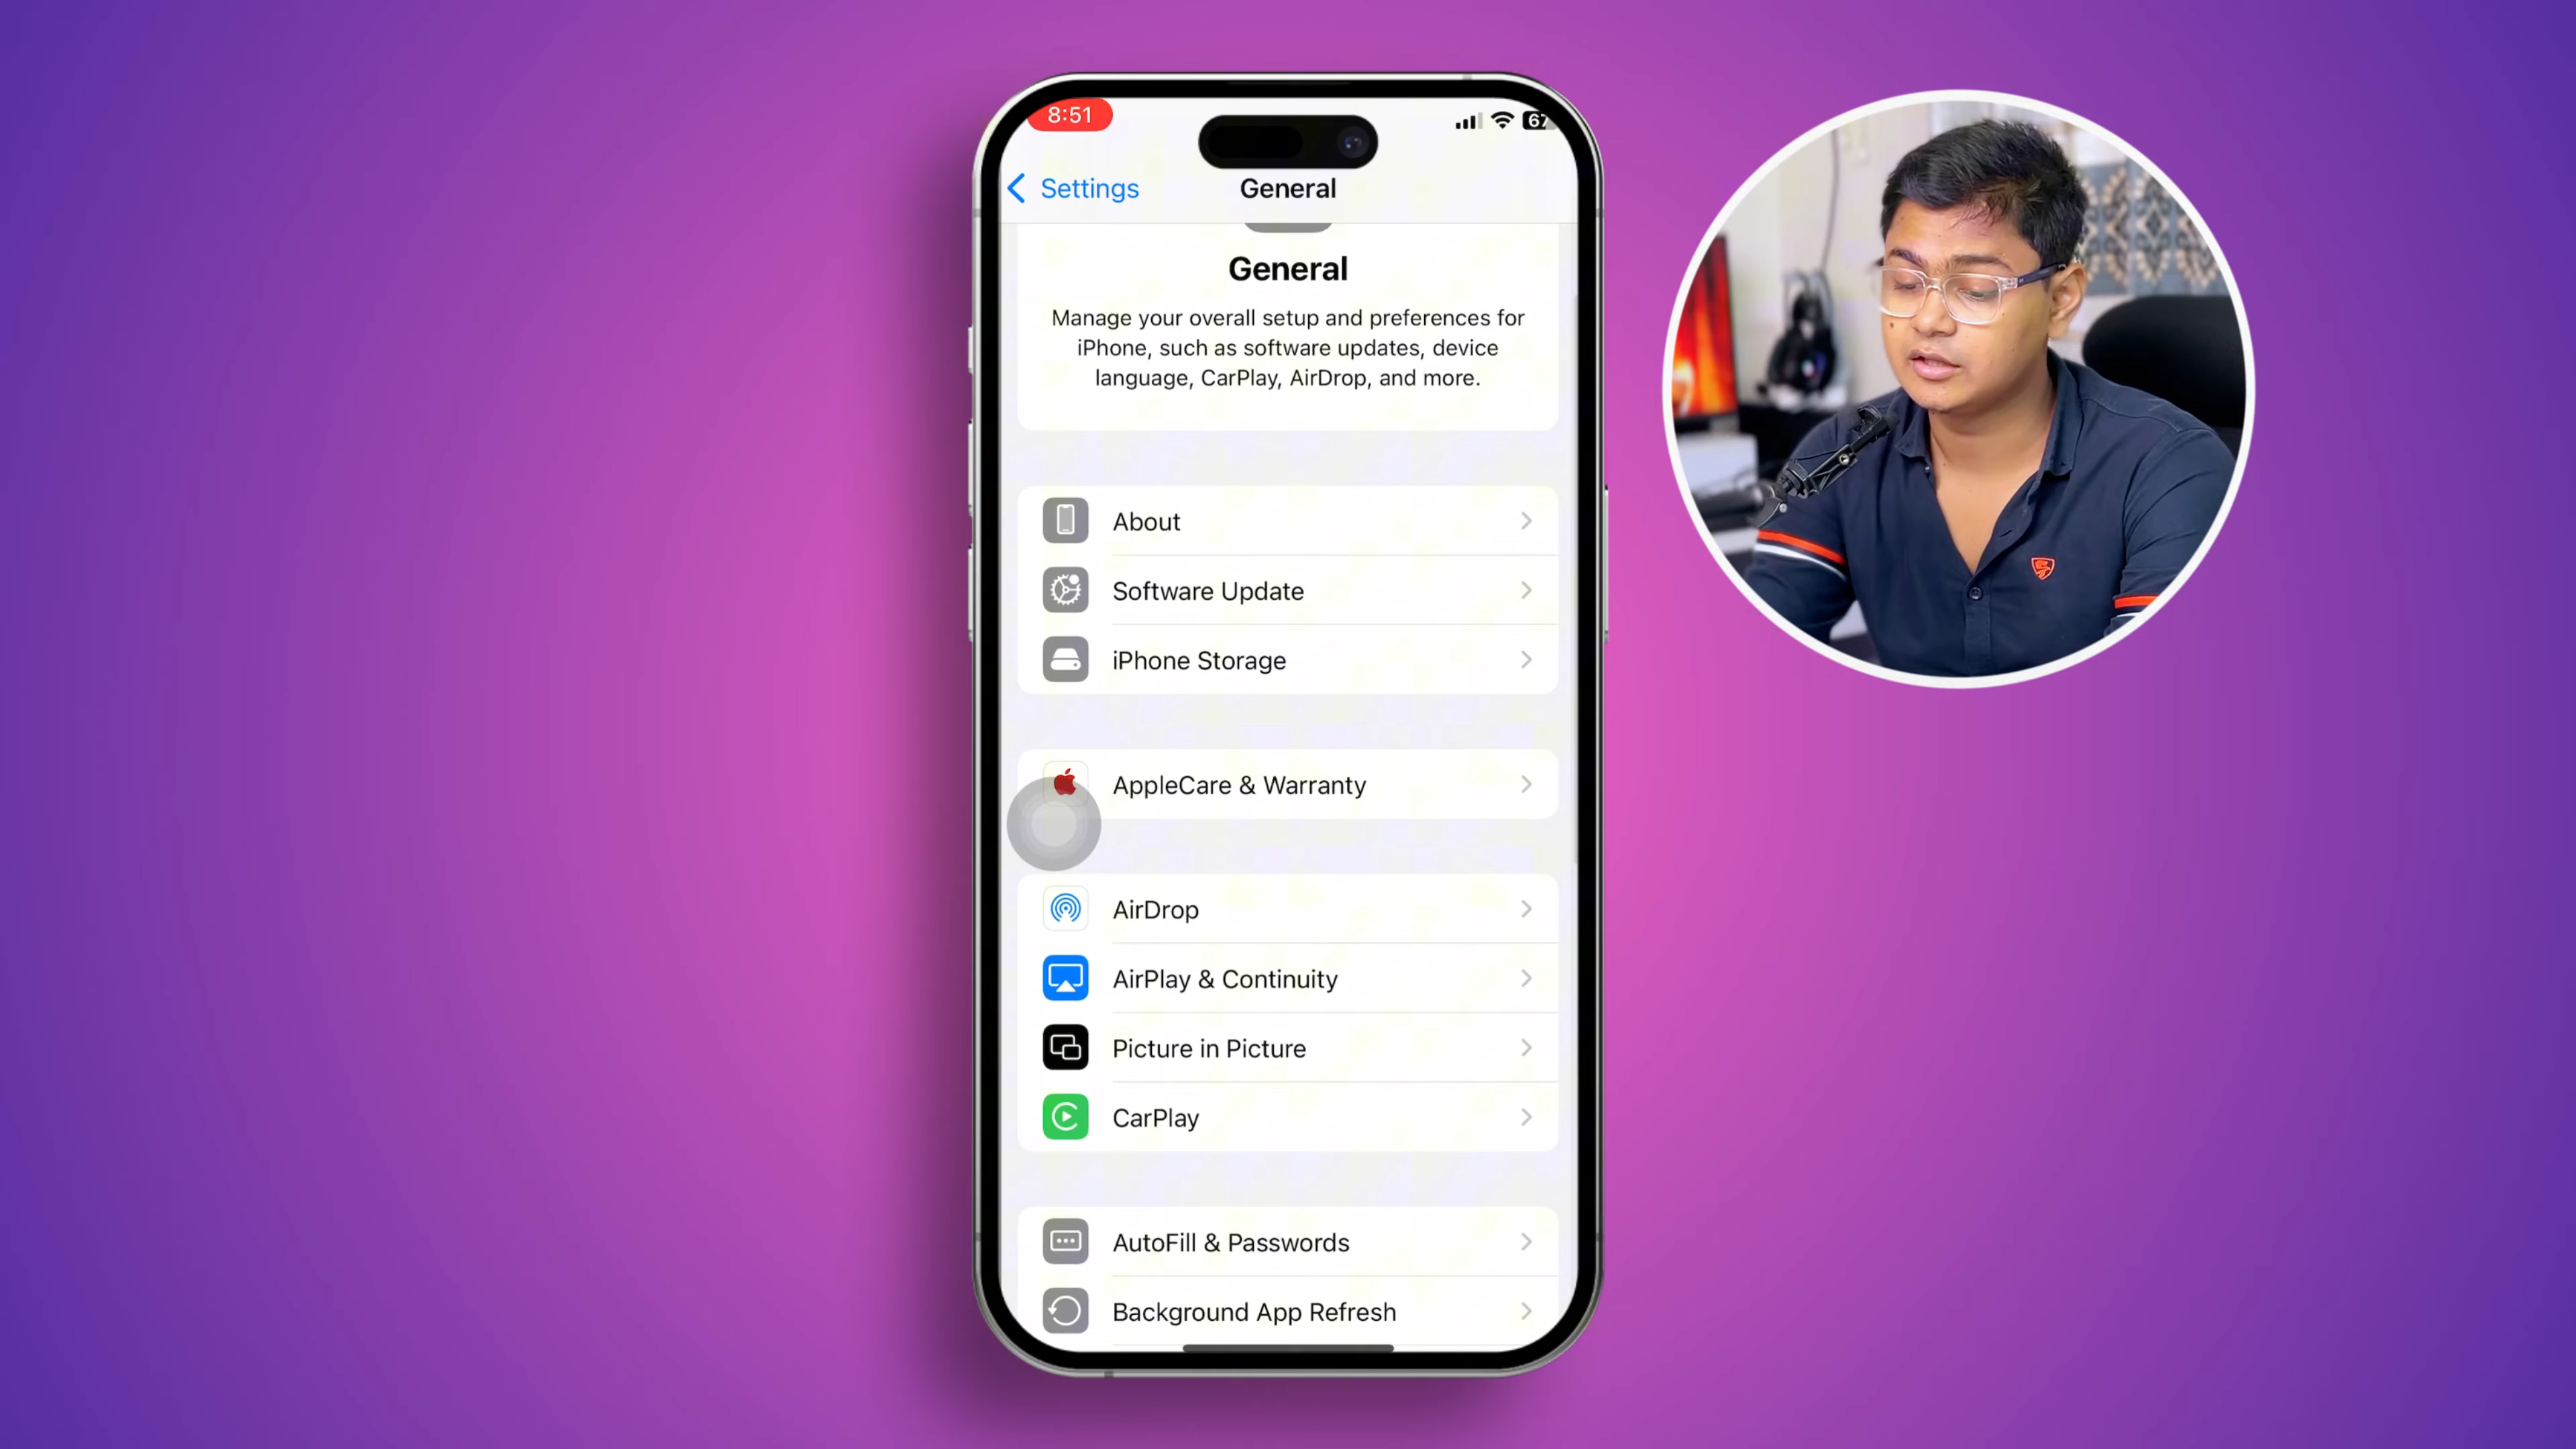 8:51
67
Settings
General
General
Manage your overall setup and preferences for
iPhone, such as software updates, device
language, CarPlay, AirDrop, and more.
About
Software Update
iPhone Storage
AppleCare & Warranty
AirDrop
AirPlay & Continuity
Picture in Picture
CarPlay
AutoFill & Passwords
Background App Refresh